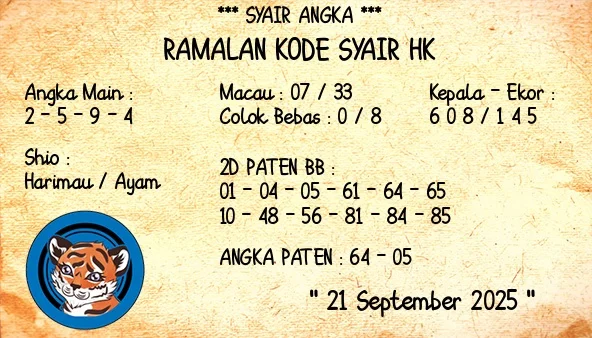 *** SYAIR ANGKA ***
RAMALAN KODE SYAIR HK
Angka Main :
2 - 5 - 9 - 4
Macau : 07 / 33
Colok Bebas : 0 / 8
Kepala - Ekor :
6 0 8 / 1 4 5
Shio :
Harimau / Ayam
2D PATEN BB :
01 - 04 - 05 - 61 - 64 - 65
10 - 48 - 56 - 81 - 84 - 85
ANGKA PATEN : 64 - 05
" 21 September 2025 "